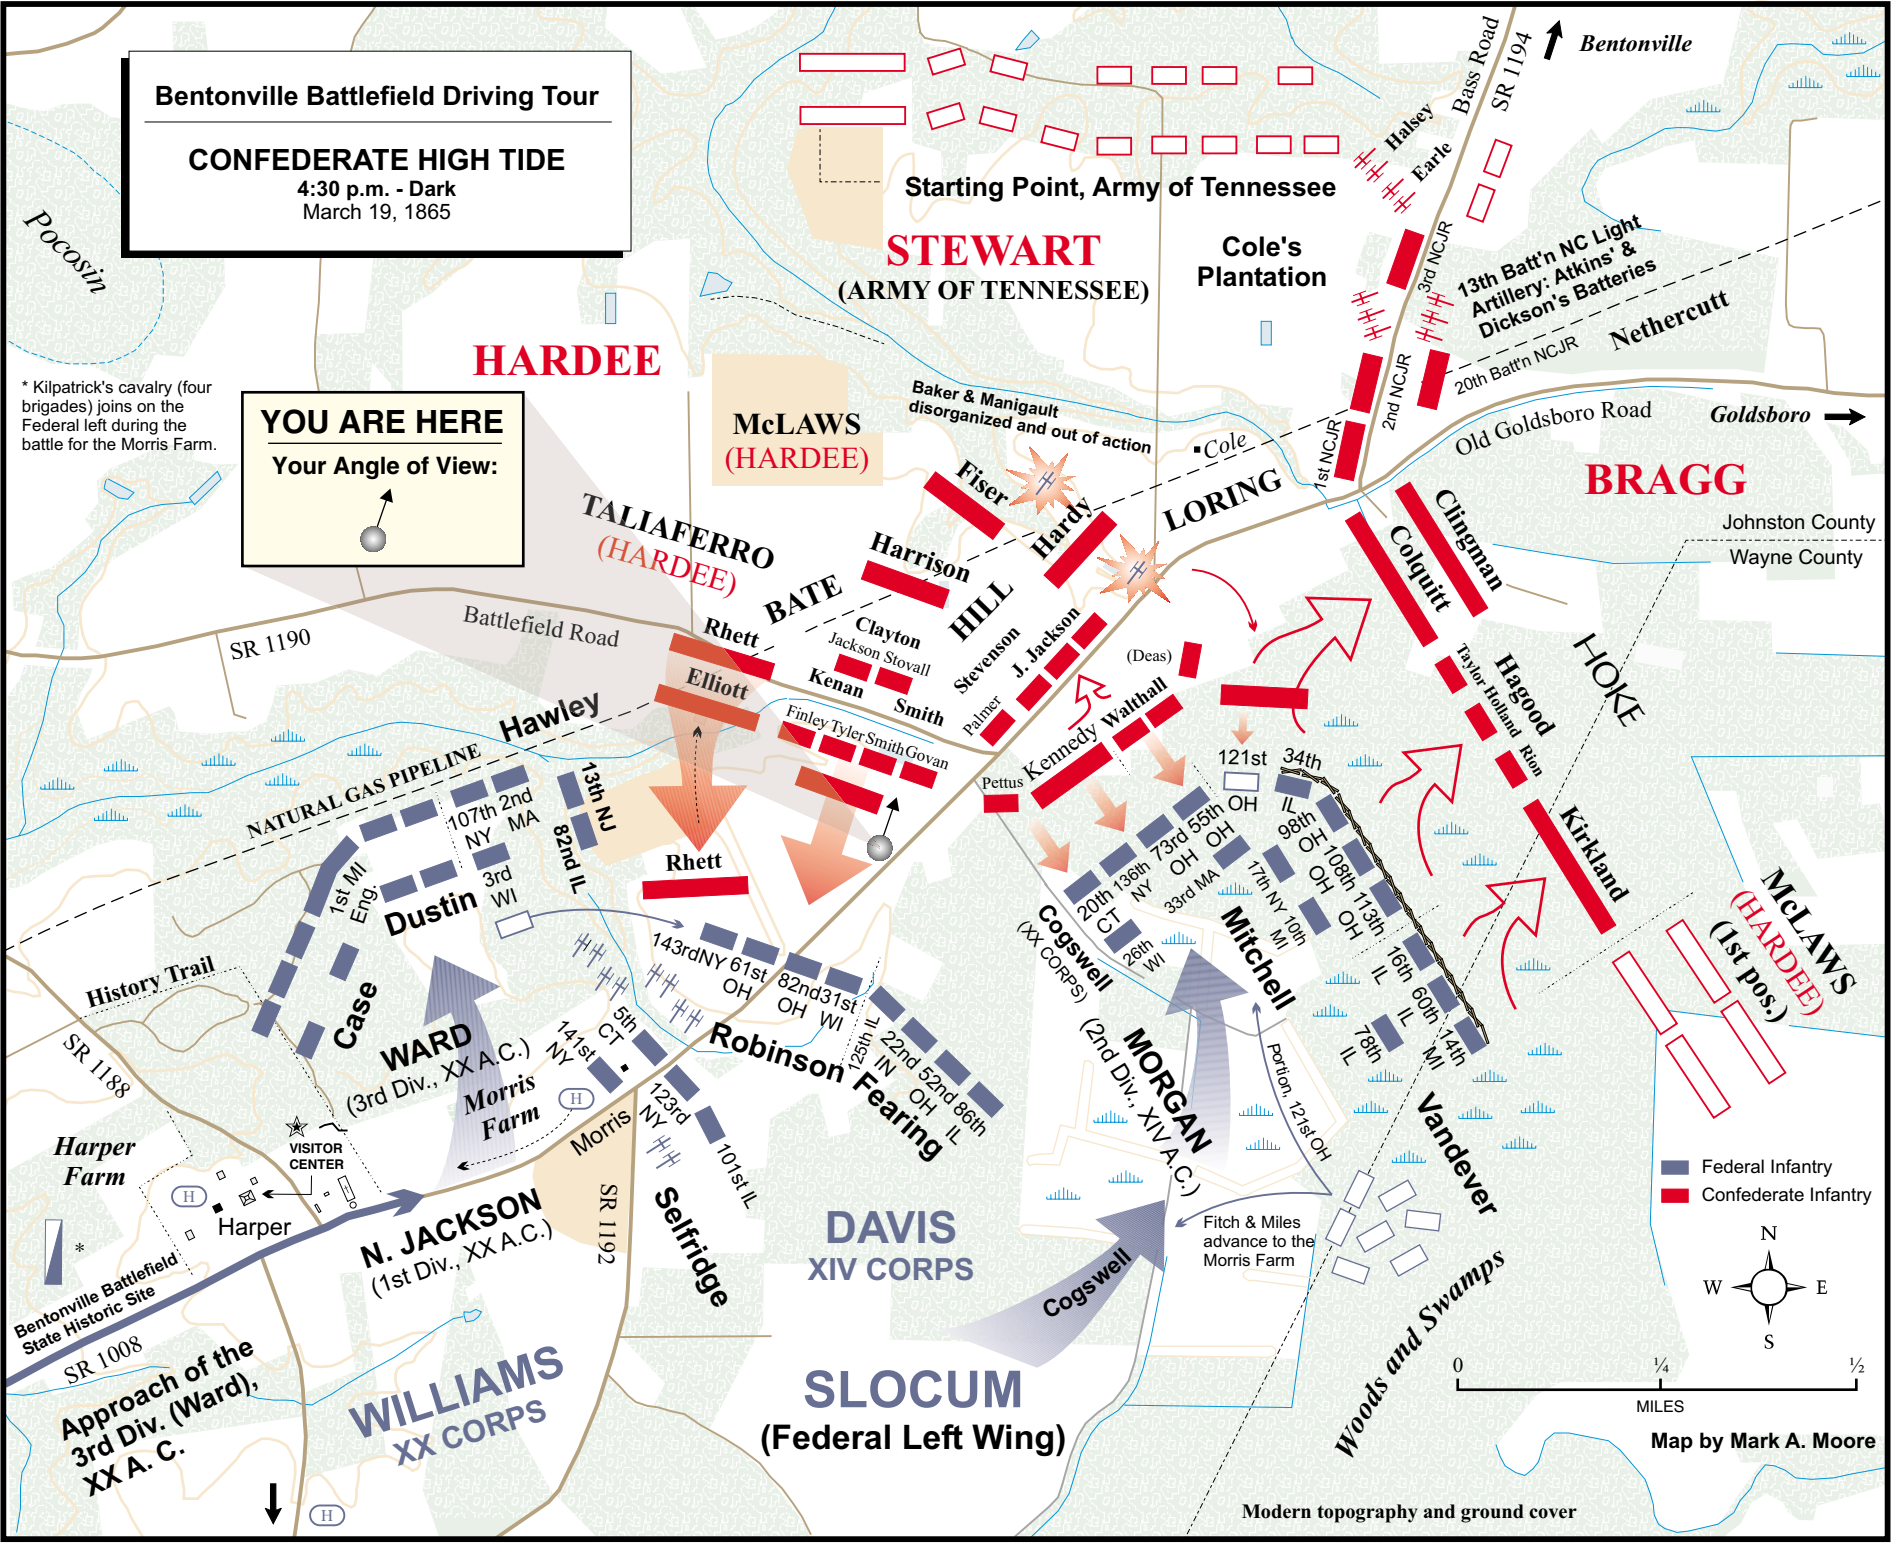 Bentonville Battlefield Driving Tour
CONFEDERATE HIGH TIDE
4:30 p.m. - Dark
March 19, 1865
Pocosin
* Kilpatrick's cavalry (four
brigades) joins on the
Federal left during the
battle for the Morris Farm.
YOU ARE HERE
Your Angle of View:
HARDEE
Starting Point, Army of Tennessee
STEWART
(ARMY OF TENNESSEE)
Cole's
Plantation
Halsey
Earle
Bass Road
SR 1194
Bentonville
3rd NCJR
13th Batt'n NC Light
Artillery: Atkins' &
Dickson's Batteries
Nethercutt
20th Batt'n NCJR
2nd NCJR
1st NCJR
Old Goldsboro Road
Goldsboro
BRAGG
Johnston County
Wayne County
McLAWS
(HARDEE)
Baker & Manigault
disorganized and out of action
Cole
LORING
Fiser
Hardy
TALIAFERRO
(HARDEE)
Harrison
BATE
HILL
Clayton
Jackson Stovall
Kenan
Smith
Stevenson
J. Jackson
Palmer
(Deas)
Clingman
Colquitt
Taylor Holland Rion
Hagood
HOKE
Kirkland
McLAWS
(HARDEE)
(1st pos.)
SR 1190
Battlefield Road
Rhett
Elliott
Finley Tyler Smith Govan
Rhett
Pettus
Kennedy
Walthall
NATURAL GAS PIPELINE
Hawley
107th
NY
2nd
MA
3rd
WI
13th NJ
82nd IL
1st MI
Eng.
Dustin
Case
WARD
(3rd Div., XX A.C.)
History Trail
SR 1188
143rd NY
61st
OH
82nd
OH
31st
WI
Robinson
125th IL
22nd
IN
52nd
OH
86th
IL
Fearing
5th
CT
141st
NY
123rd
NY
101st IL
Selfridge
Morris
Farm
H
Morris
SR 1192
121st
OH
34th
IL
98th
OH
108th
OH
113th
OH
55th
OH
73rd
OH
136th
NY
20th
CT
26th
WI
33rd MA
17th NY
10th
MI
16th
IL
60th
IL
14th
MI
78th
IL
Cogswell
(XX CORPS)
Mitchell
MORGAN
(2nd Div., XIV A.C.)
Portion, 121st OH
Vandever
Harper
Farm
VISITOR
CENTER
H
Harper
*
Bentonville Battlefield
State Historic Site
SR 1008
N. JACKSON
(1st Div., XX A.C.)
Approach of the
3rd Div. (Ward),
XX A. C.
H
WILLIAMS
XX CORPS
DAVIS
XIV CORPS
SLOCUM
(Federal Left Wing)
Cogswell
Fitch & Miles
advance to the
Morris Farm
Woods and Swamps
Federal Infantry
Confederate Infantry
N
W
E
S
0
¼
½
MILES
Map by Mark A. Moore
Modern topography and ground cover